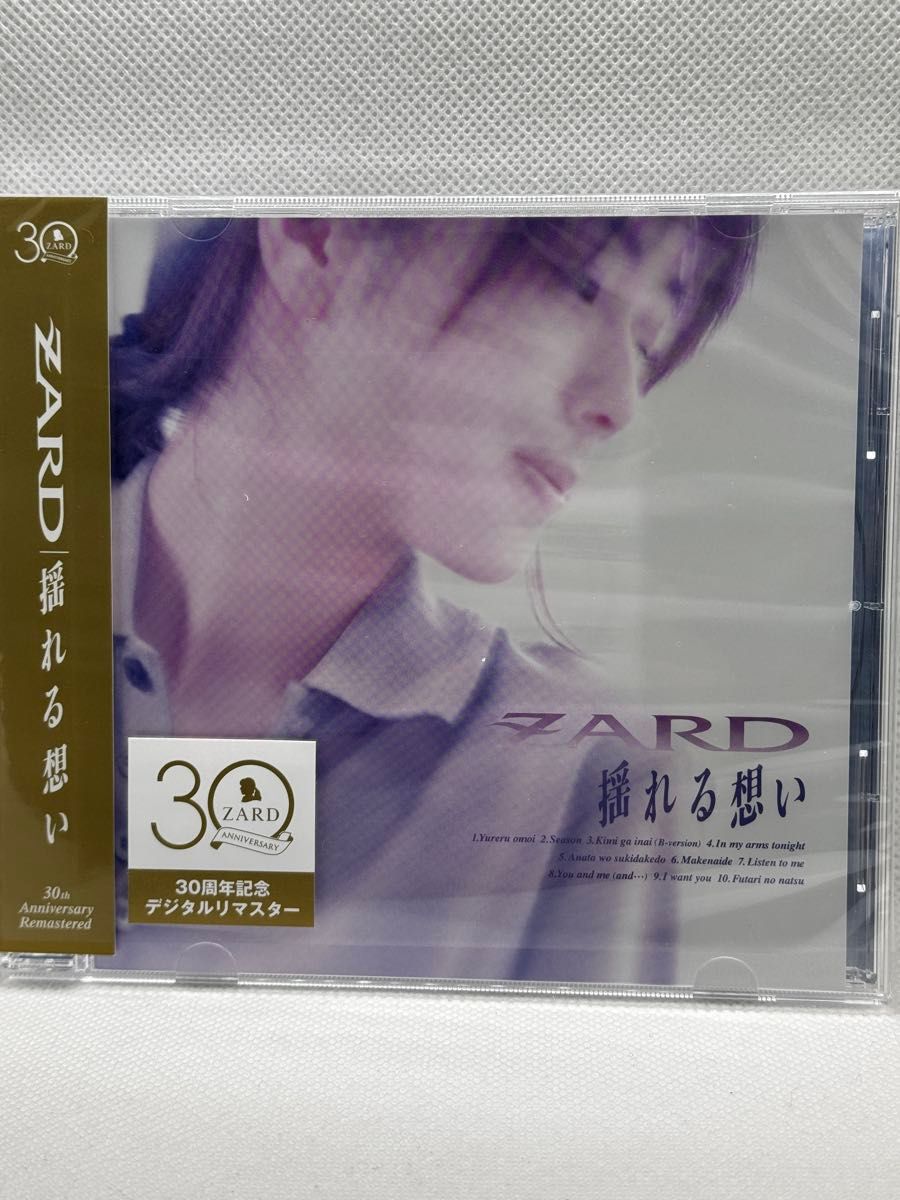 30 ZARD
ANNIVERSARY
ZARD|揺れる想い
30th
Anniversary
Remastered
ZARD
揺れる想い
1.Yureru omoi 2.Season 3.Kimi ga inai (B-version) 4.In my arms tonight
5.Anata wo sukidakedo 6.Makenaide 7.Listen to me
8.You and me (and…) 9.I want you 10.Futari no natsu
30 ZARD
ANNIVERSARY
30周年記念
デジタルリマスター